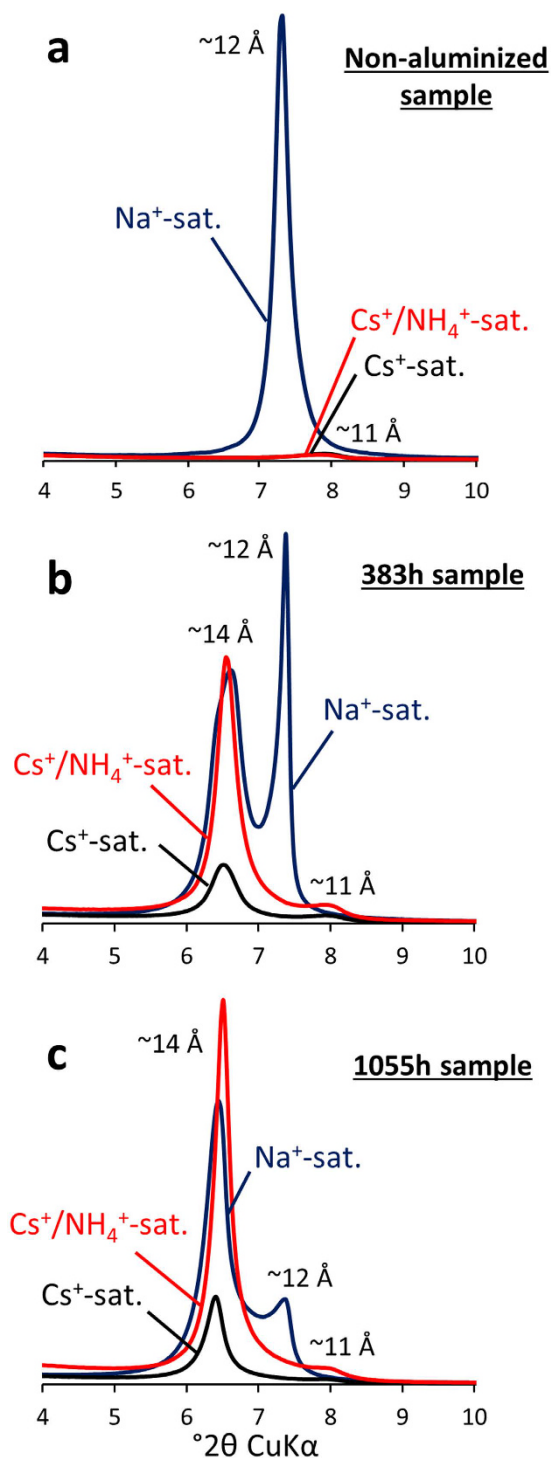 a
~12 Å
Non-aluminized
sample
Na⁺-sat.
Cs⁺/NH₄⁺-sat.
Cs⁺-sat.
~11 Å
4 5 6 7 8 9 10
b
~12 Å
383h sample
~14 Å
Na⁺-sat.
Cs⁺/NH₄⁺-sat.
Cs⁺-sat.
~11 Å
4 5 6 7 8 9 10
c
~14 Å
1055h sample
Na⁺-sat.
Cs⁺/NH₄⁺-sat.
~12 Å
Cs⁺-sat.
~11 Å
4 5 6 7 8 9 10
°2θ CuKα